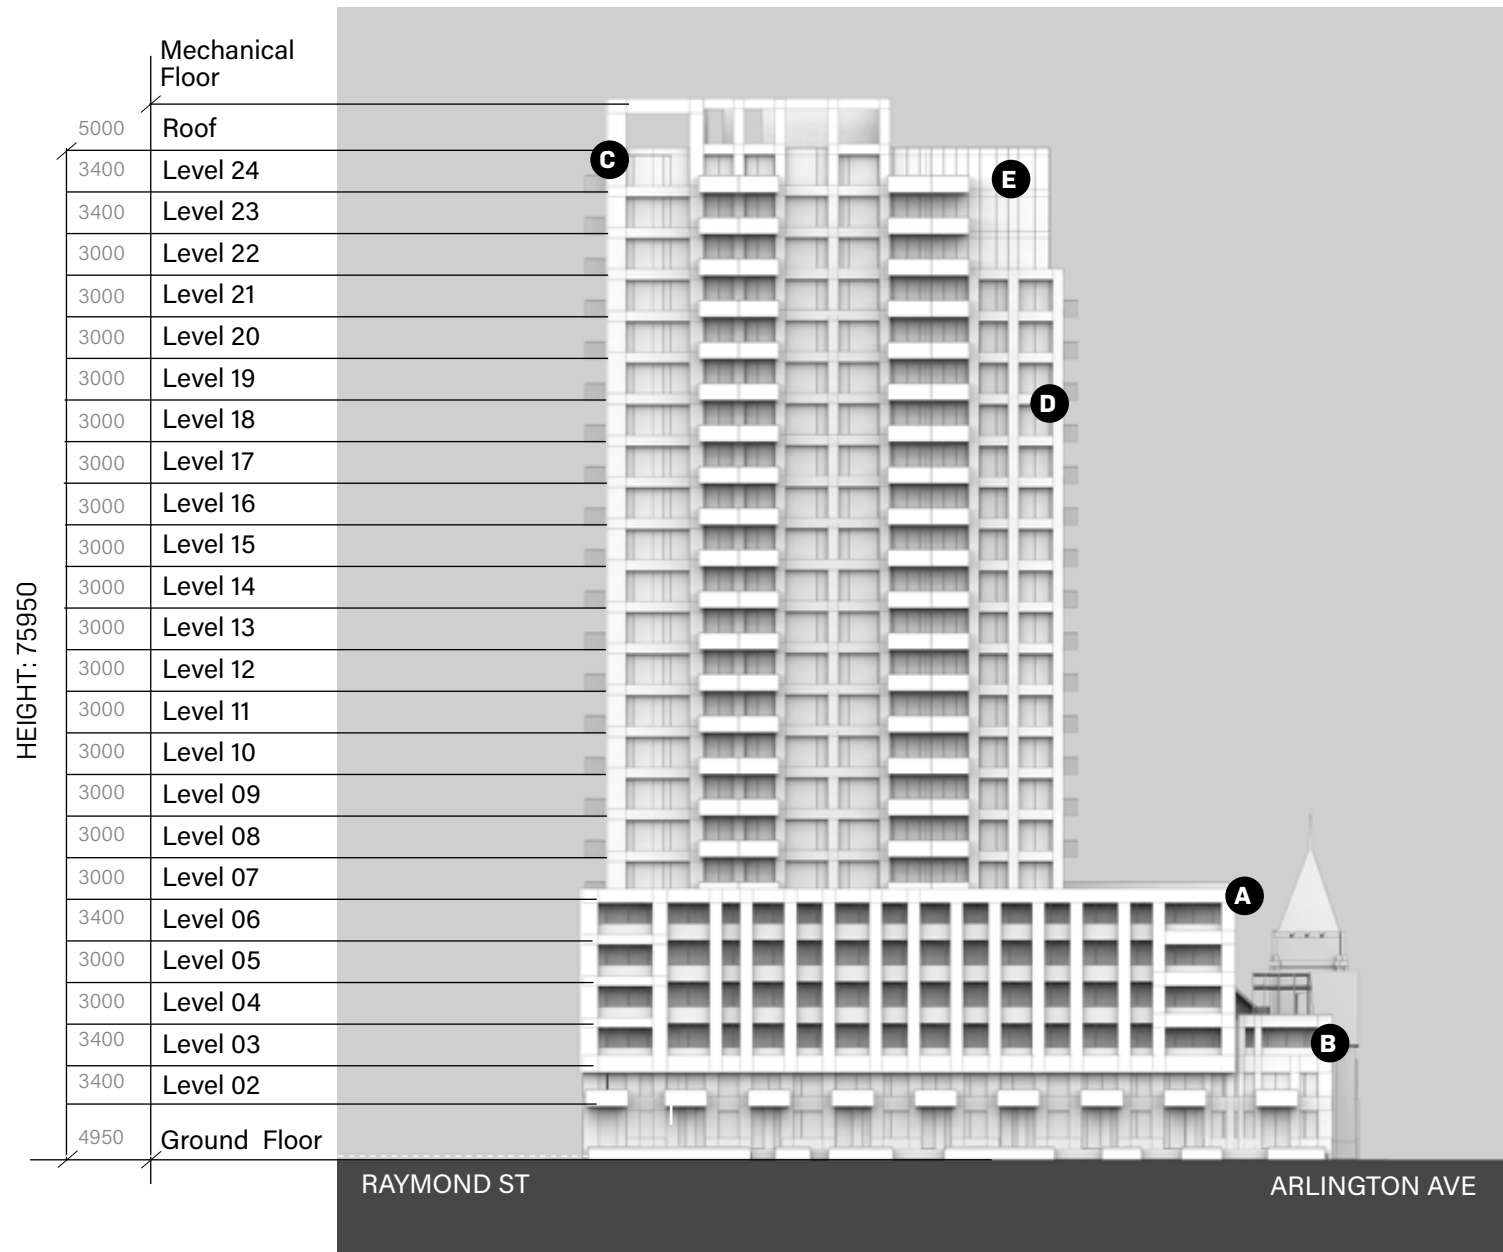 Mechanical
Floor
5000 Roof
3400 Level 24
3400 Level 23
3000 Level 22
3000 Level 21
3000 Level 20
3000 Level 19
3000 Level 18
3000 Level 17
3000 Level 16
3000 Level 15
3000 Level 14
3000 Level 13
3000 Level 12
3000 Level 11
3000 Level 10
3000 Level 09
3000 Level 08
3000 Level 07
3400 Level 06
3000 Level 05
3000 Level 04
3400 Level 03
3400 Level 02
4950 Ground Floor
HEIGHT: 75950
C
E
D
A
B
RAYMOND ST
ARLINGTON AVE